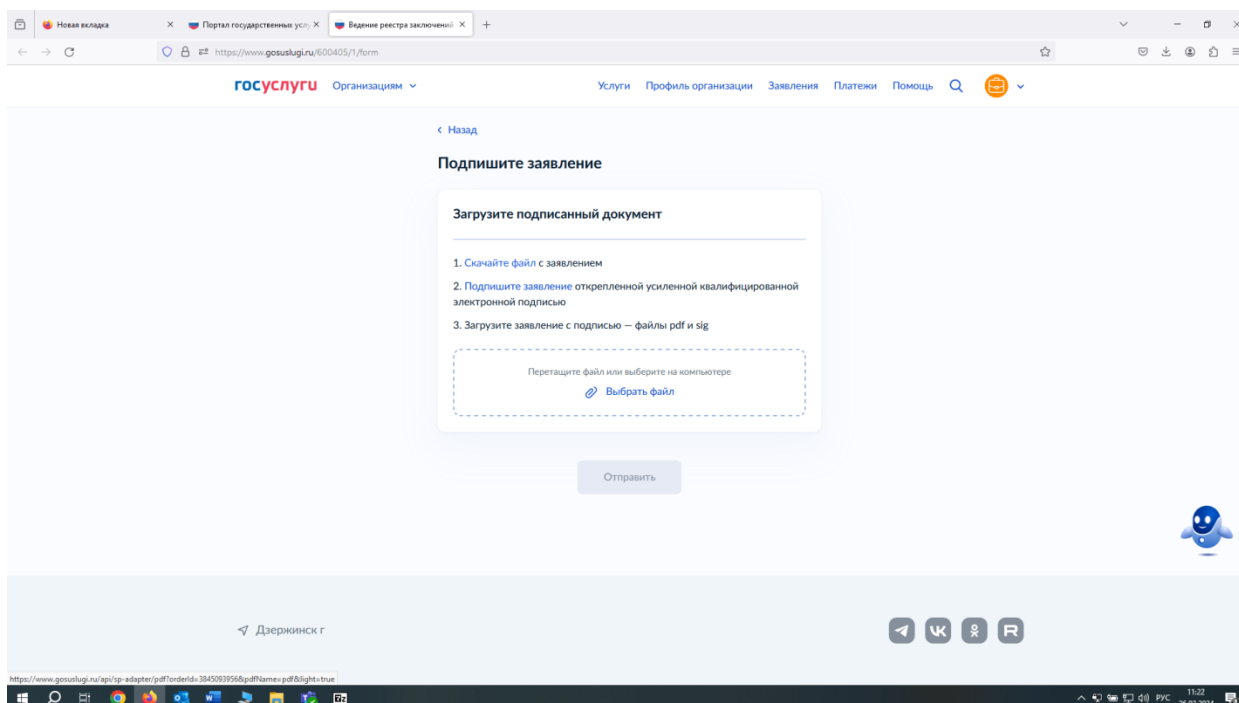 Новая вкладка
Портал государственных усл
Ведение реестра заключений
https://www.gosuslugi.ru/600405/1/form
госуслуги Организациям
Услуги Профиль организации Заявления Платежи Помощь
Назад
Подпишите заявление
Загрузите подписанный документ
1. Скачайте файл с заявлением
2. Подпишите заявление открепленной усиленной квалифицированной
электронной подписью
3. Загрузите заявление с подписью — файлы pdf и sig
Перетащите файл или выберите на компьютере
Выбрать файл
Отправить
Дзержинск г
https://www.gosuslugi.ru/api/sp-adapter/pdf?orderId=3845093956&pdfName=pdf&light=true
РУС 11:22